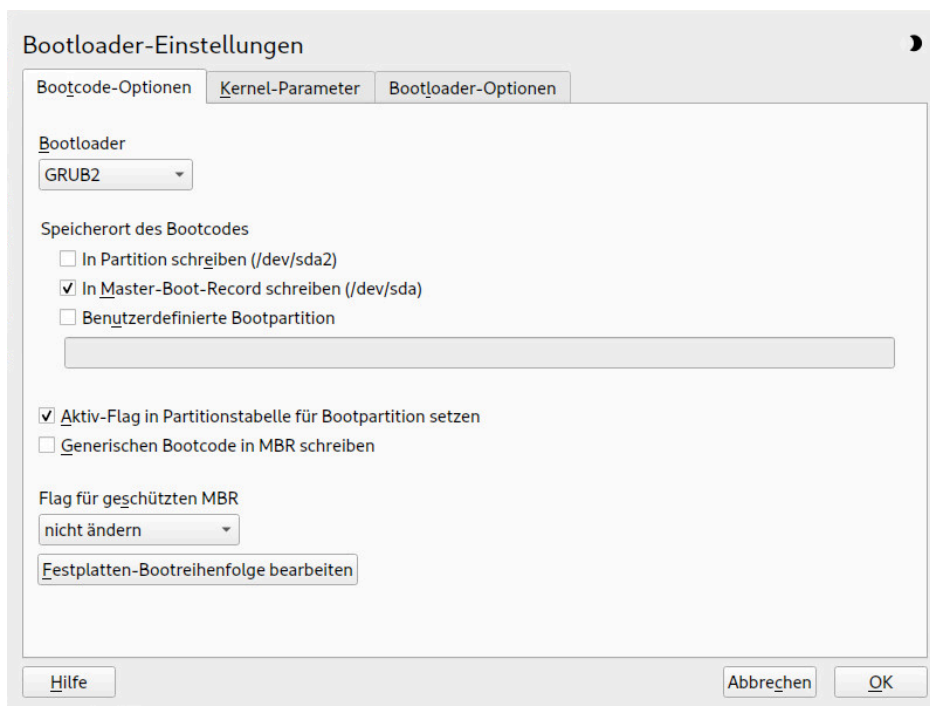 Bootloader-Einstellungen
Bootcode-Optionen Kernel-Parameter Bootloader-Optionen
Bootloader
GRUB2
Speicherort des Bootcodes
In Partition schreiben (/dev/sda2)
In Master-Boot-Record schreiben (/dev/sda)
Benutzerdefinierte Bootpartition
Aktiv-Flag in Partitionstabelle für Bootpartition setzen
Generischen Bootcode in MBR schreiben
Flag für geschützten MBR
nicht ändern
Festplatten-Bootreihenfolge bearbeiten
Hilfe Abbrechen OK